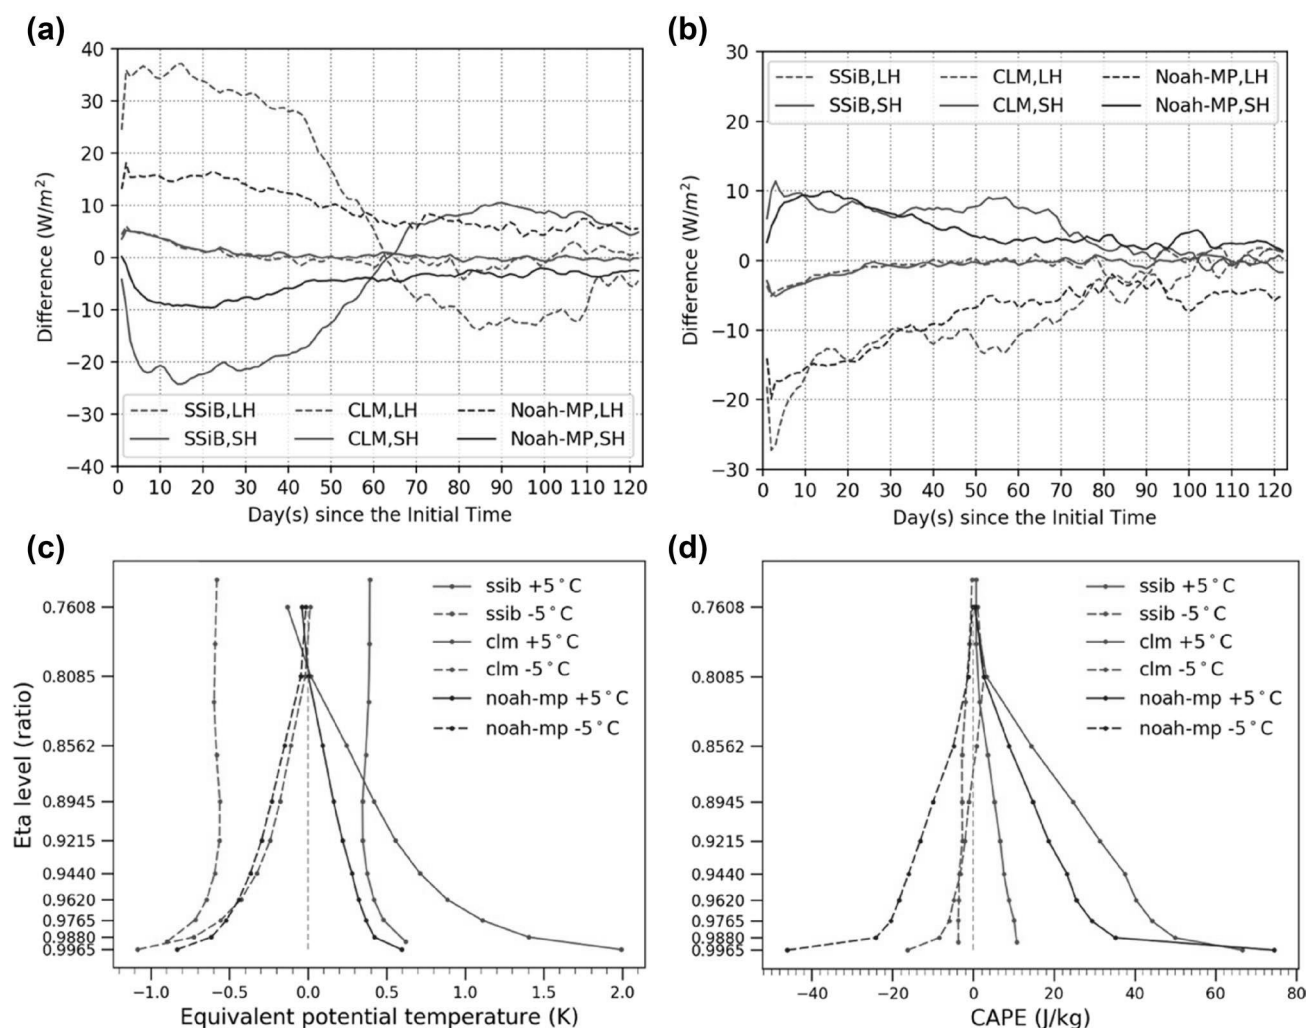 (a)
40
30
20
10
0
−10
−20
−30
−40
Difference (W/m²)
SSiB,LH CLM,LH Noah-MP,LH
SSiB,SH CLM,SH Noah-MP,SH
0 10 20 30 40 50 60 70 80 90 100 110 120
Day(s) since the Initial Time
(b)
30
20
10
0
−10
−20
−30
Difference (W/m²)
SSiB,LH CLM,LH Noah-MP,LH
SSiB,SH CLM,SH Noah-MP,SH
0 10 20 30 40 50 60 70 80 90 100 110 120
Day(s) since the Initial Time
(c)
ssib +5°C
ssib -5°C
clm +5°C
clm -5°C
noah-mp +5°C
noah-mp -5°C
Eta level (ratio)
0.7608
0.8085
0.8562
0.8945
0.9215
0.9440
0.9620
0.9765
0.9880
0.9965
−1.0 −0.5 0.0 0.5 1.0 1.5 2.0
Equivalent potential temperature (K)
(d)
ssib +5°C
ssib -5°C
clm +5°C
clm -5°C
noah-mp +5°C
noah-mp -5°C
0.7608
0.8085
0.8562
0.8945
0.9215
0.9440
0.9620
0.9765
0.9880
0.9965
−40 −20 0 20 40 60 80
CAPE (J/kg)